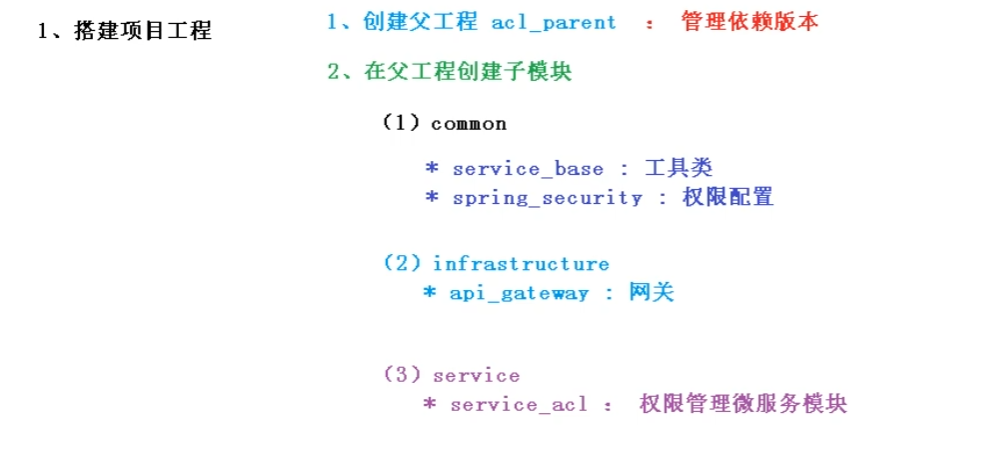 1、搭建项目工程
1、创建父工程 acl_parent ： 管理依赖版本
2、在父工程创建子模块
（1）common
* service_base : 工具类
* spring_security : 权限配置
（2）infrastructure
* api_gateway : 网关
（3）service
* service_acl ： 权限管理微服务模块